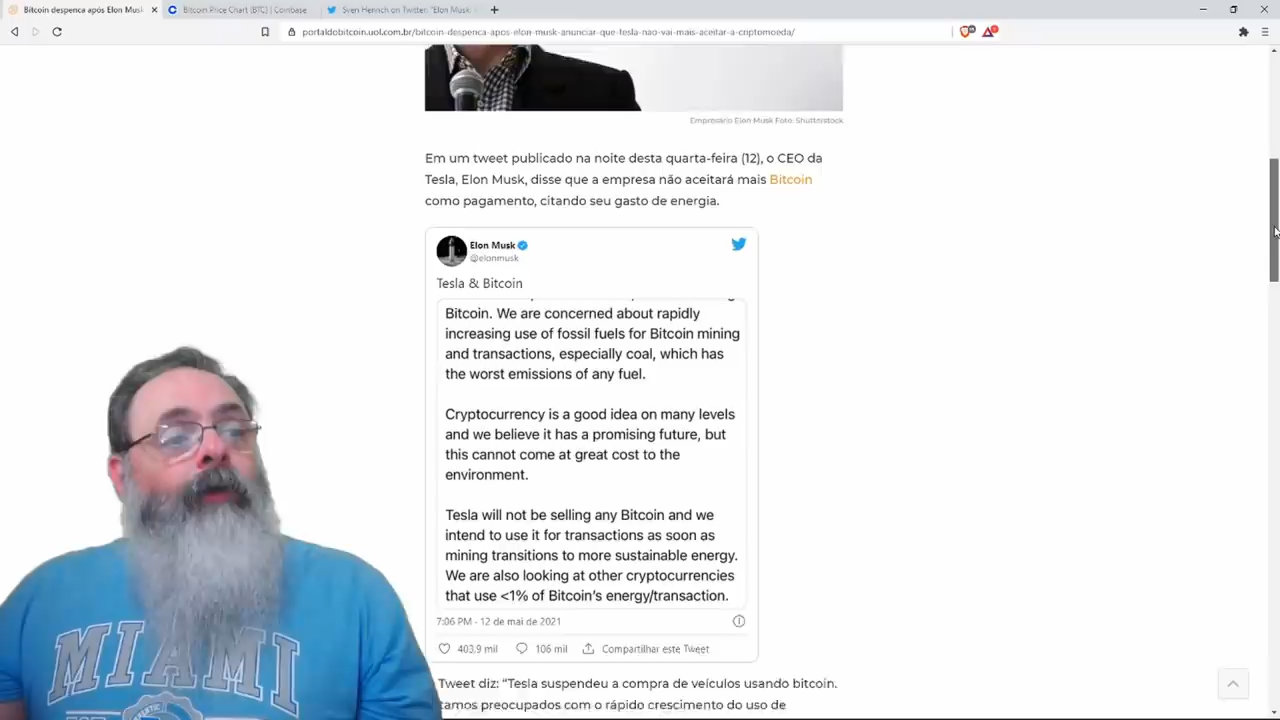 Bitcoin despenca após Elon Musk
Bitcoin Price Chart (BTC) | Coinbase
Sven Henrich on Twitter: "Elon Musk
portaldobitcoin.uol.com.br/bitcoin-despenca-apos-elon-musk-anunciar-que-tesla-nao-vai-mais-aceitar-a-criptomoeda/
Empresário Elon Musk Foto: Shutterstock
Em um tweet publicado na noite desta quarta-feira (12), o CEO da
Tesla, Elon Musk, disse que a empresa não aceitará mais Bitcoin
como pagamento, citando seu gasto de energia.
Elon Musk
@elonmusk
Tesla & Bitcoin
Bitcoin. We are concerned about rapidly
increasing use of fossil fuels for Bitcoin mining
and transactions, especially coal, which has
the worst emissions of any fuel.
Cryptocurrency is a good idea on many levels
and we believe it has a promising future, but
this cannot come at great cost to the
environment.
Tesla will not be selling any Bitcoin and we
intend to use it for transactions as soon as
mining transitions to more sustainable energy.
We are also looking at other cryptocurrencies
that use <1% of Bitcoin's energy/transaction.
7:06 PM · 12 de mai de 2021
403,9 mil 106 mil Compartilhar este Tweet
Tweet diz: "Tesla suspendeu a compra de veículos usando bitcoin.
tamos preocupados com o rápido crescimento do uso de
MIAMI